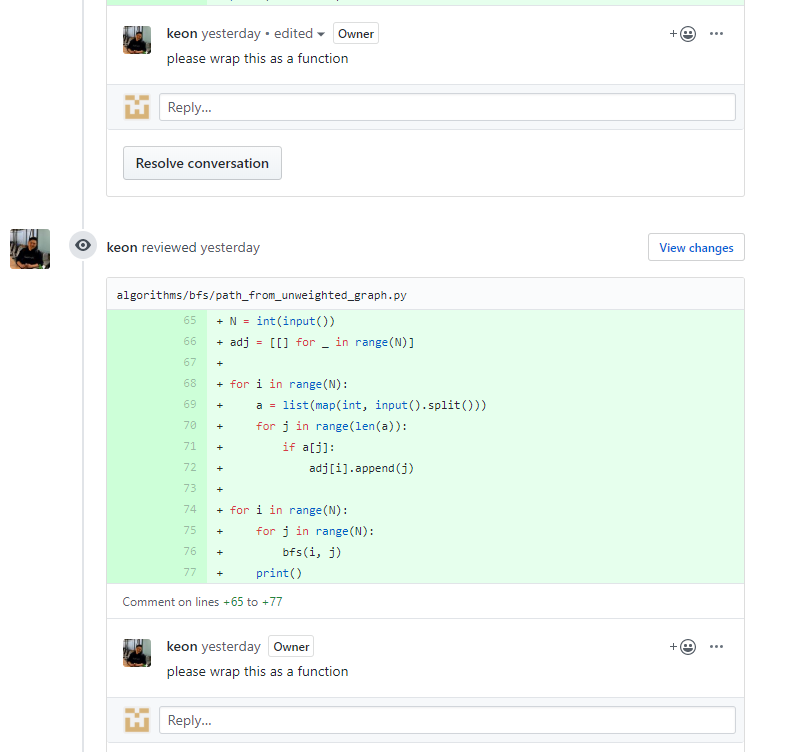 keon yesterday • edited Owner
please wrap this as a function
Reply...
Resolve conversation
keon reviewed yesterday View changes
algorithms/bfs/path_from_unweighted_graph.py
65 + N = int(input())
66 + adj = [[] for _ in range(N)]
67 +
68 + for i in range(N):
69 +     a = list(map(int, input().split()))
70 +     for j in range(len(a)):
71 +         if a[j]:
72 +             adj[i].append(j)
73 +
74 + for i in range(N):
75 +     for j in range(N):
76 +         bfs(i, j)
77 +     print()
Comment on lines +65 to +77
keon yesterday Owner
please wrap this as a function
Reply...